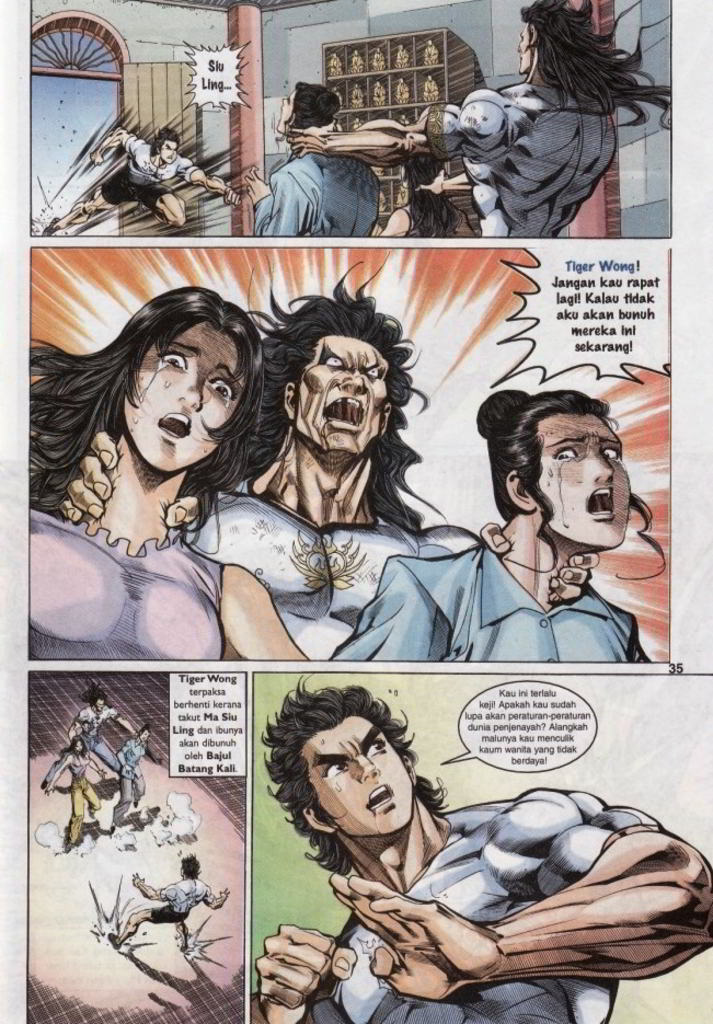 Siu
Ling...
Tiger Wong!
Jangan kau rapat
lagi! Kalau tidak
aku akan bunuh
mereka ini
sekarang!
35
Tiger Wong
terpaksa
berhenti kerana
takut Ma Siu
Ling dan ibunya
akan dibunuh
oleh Bajul
Batang Kali.
Kau ini terlalu
keji! Apakah kau sudah
lupa akan peraturan-peraturan
dunia penjenayah? Alangkah
malunya kau menculik
kaum wanita yang tidak
berdaya!